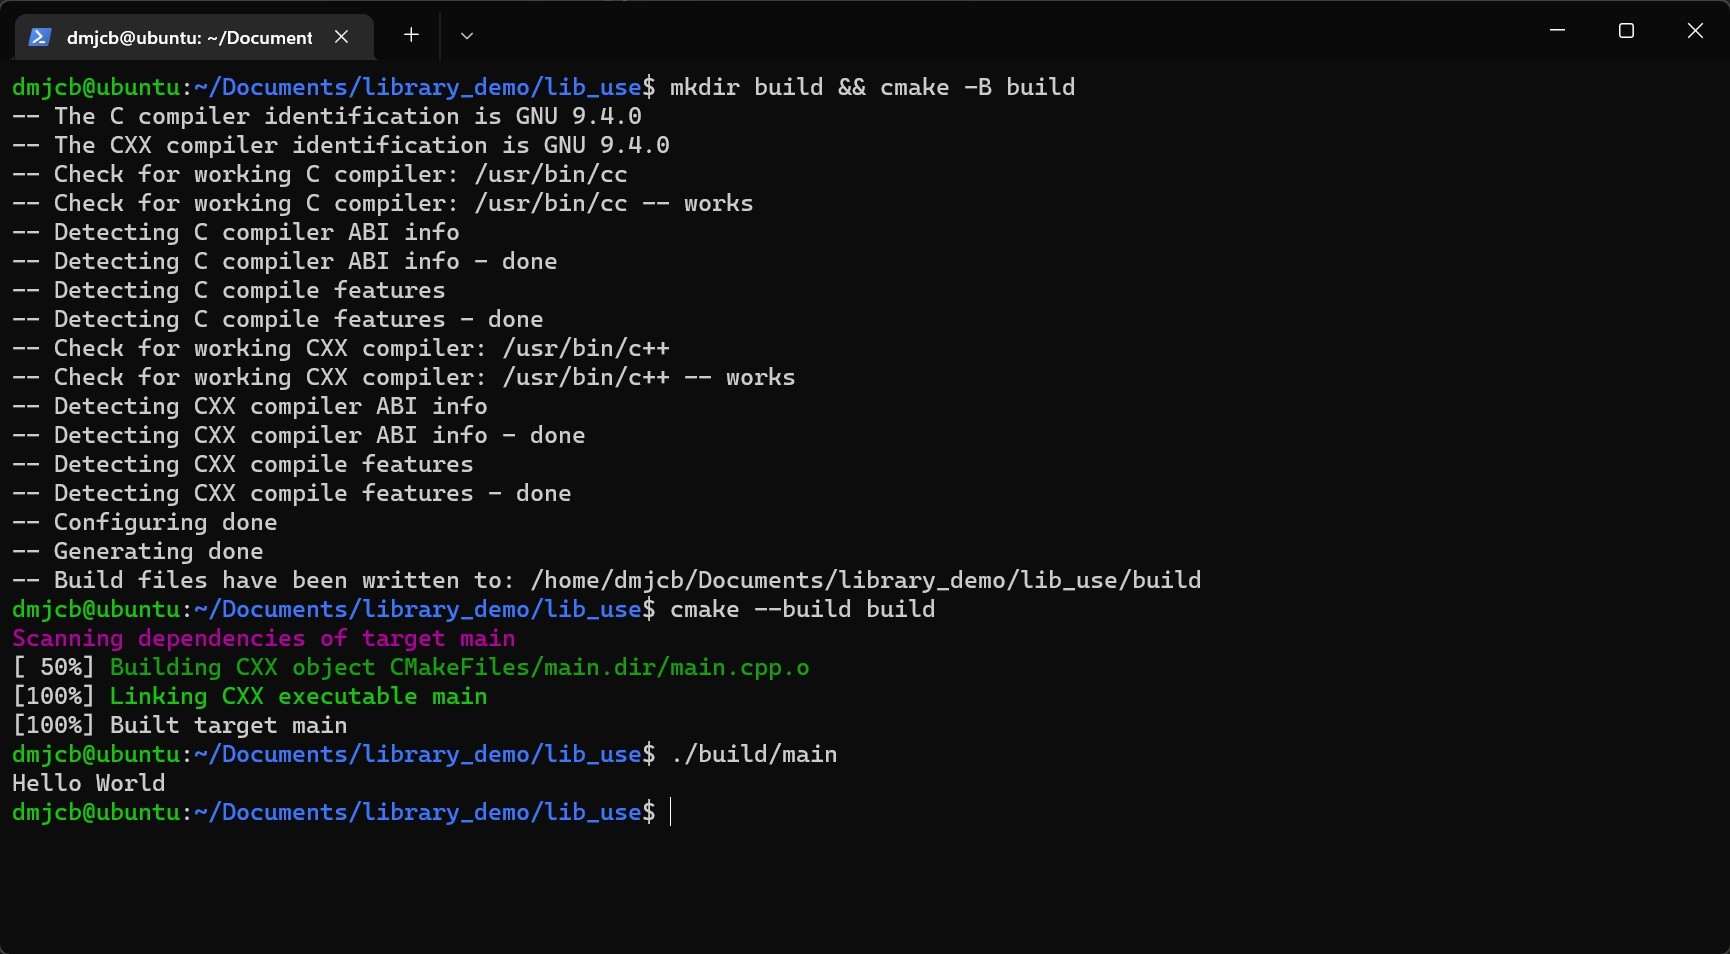 dmjcb@ubuntu: ~/Document
dmjcb@ubuntu:~/Documents/library_demo/lib_use$ mkdir build && cmake -B build
-- The C compiler identification is GNU 9.4.0
-- The CXX compiler identification is GNU 9.4.0
-- Check for working C compiler: /usr/bin/cc
-- Check for working C compiler: /usr/bin/cc -- works
-- Detecting C compiler ABI info
-- Detecting C compiler ABI info - done
-- Detecting C compile features
-- Detecting C compile features - done
-- Check for working CXX compiler: /usr/bin/c++
-- Check for working CXX compiler: /usr/bin/c++ -- works
-- Detecting CXX compiler ABI info
-- Detecting CXX compiler ABI info - done
-- Detecting CXX compile features
-- Detecting CXX compile features - done
-- Configuring done
-- Generating done
-- Build files have been written to: /home/dmjcb/Documents/library_demo/lib_use/build
dmjcb@ubuntu:~/Documents/library_demo/lib_use$ cmake --build build
Scanning dependencies of target main
[ 50%] Building CXX object CMakeFiles/main.dir/main.cpp.o
[100%] Linking CXX executable main
[100%] Built target main
dmjcb@ubuntu:~/Documents/library_demo/lib_use$ ./build/main
Hello World
dmjcb@ubuntu:~/Documents/library_demo/lib_use$